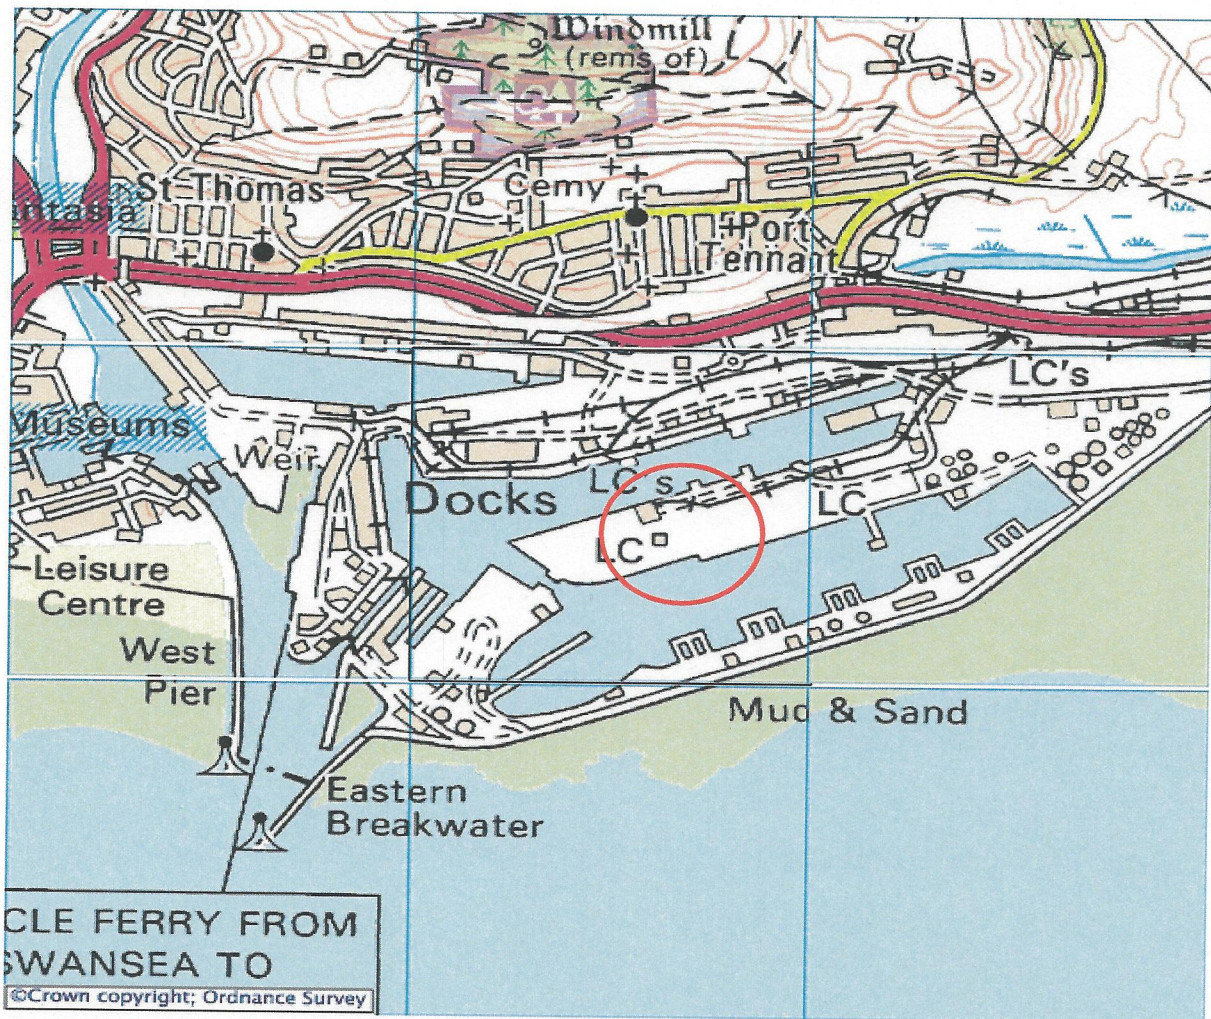 Windmill
(rems of)
St Thomas
Cemy
antasia
Port
Tennant
LC's
Museums
Weir
Docks
LC's
LC
LC
Leisure
Centre
West
Pier
Mud & Sand
Eastern
Breakwater
CLE FERRY FROM
SWANSEA TO
©Crown copyright; Ordnance Survey